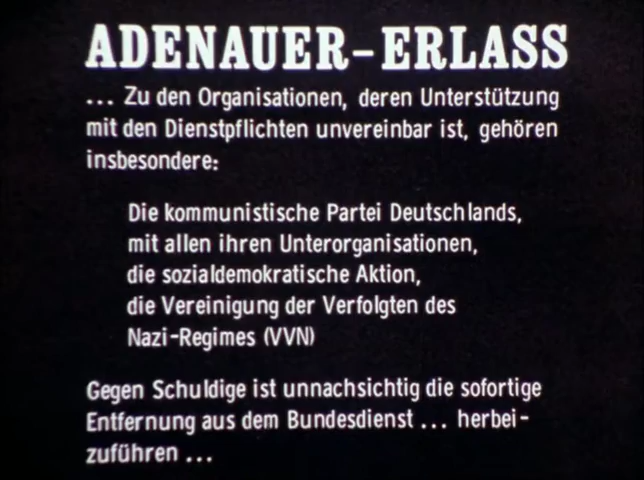 ADENAUER-ERLASS
... Zu den Organisationen, deren Unterstützung
mit den Dienstpflichten unvereinbar ist, gehören
insbesondere:
Die kommunistische Partei Deutschlands,
mit allen ihren Unterorganisationen,
die sozialdemokratische Aktion,
die Vereinigung der Verfolgten des
Nazi-Regimes (VVN)
Gegen Schuldige ist unnachsichtig die sofortige
Entfernung aus dem Bundesdienst ... herbei-
zuführen ...